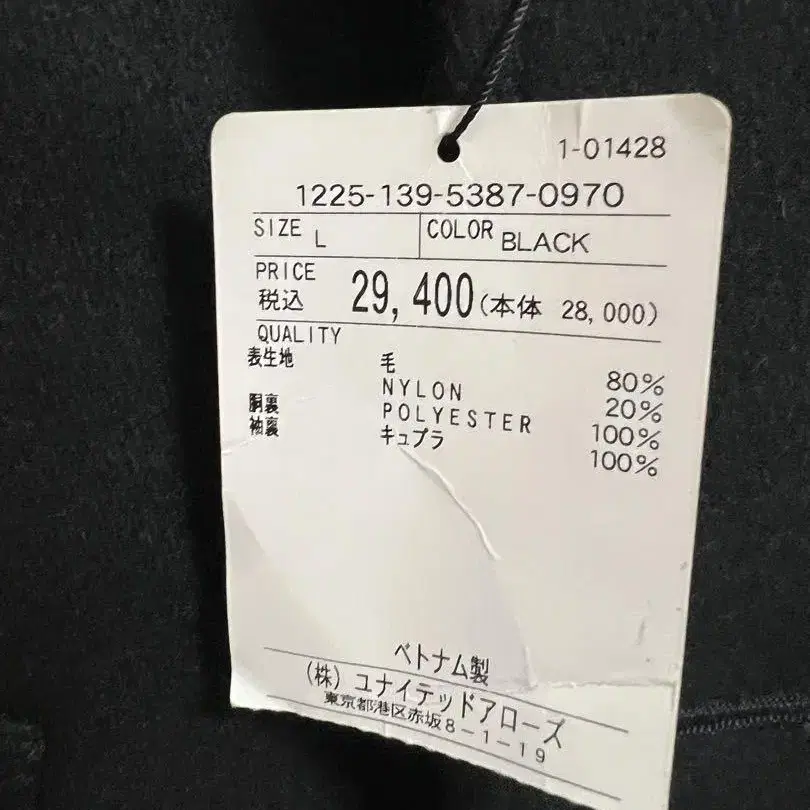 1-01428
1225-139-5387-0970
SIZE L COLOR BLACK
PRICE
税込 29,400(本体 28,000)
QUALITY
表生地 毛 80%
NYLON 20%
胴裏 POLYESTER 100%
袖裏 キュプラ 100%
ベトナム製
(株) ユナイテッドアローズ
東京都港区赤坂8-1-19